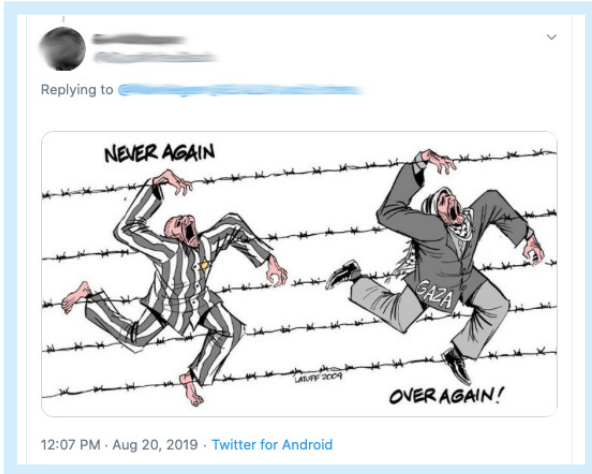 Replying to
NEVER AGAIN
GAZA
LATUFF 2009
OVER AGAIN!
12:07 PM · Aug 20, 2019 · Twitter for Android